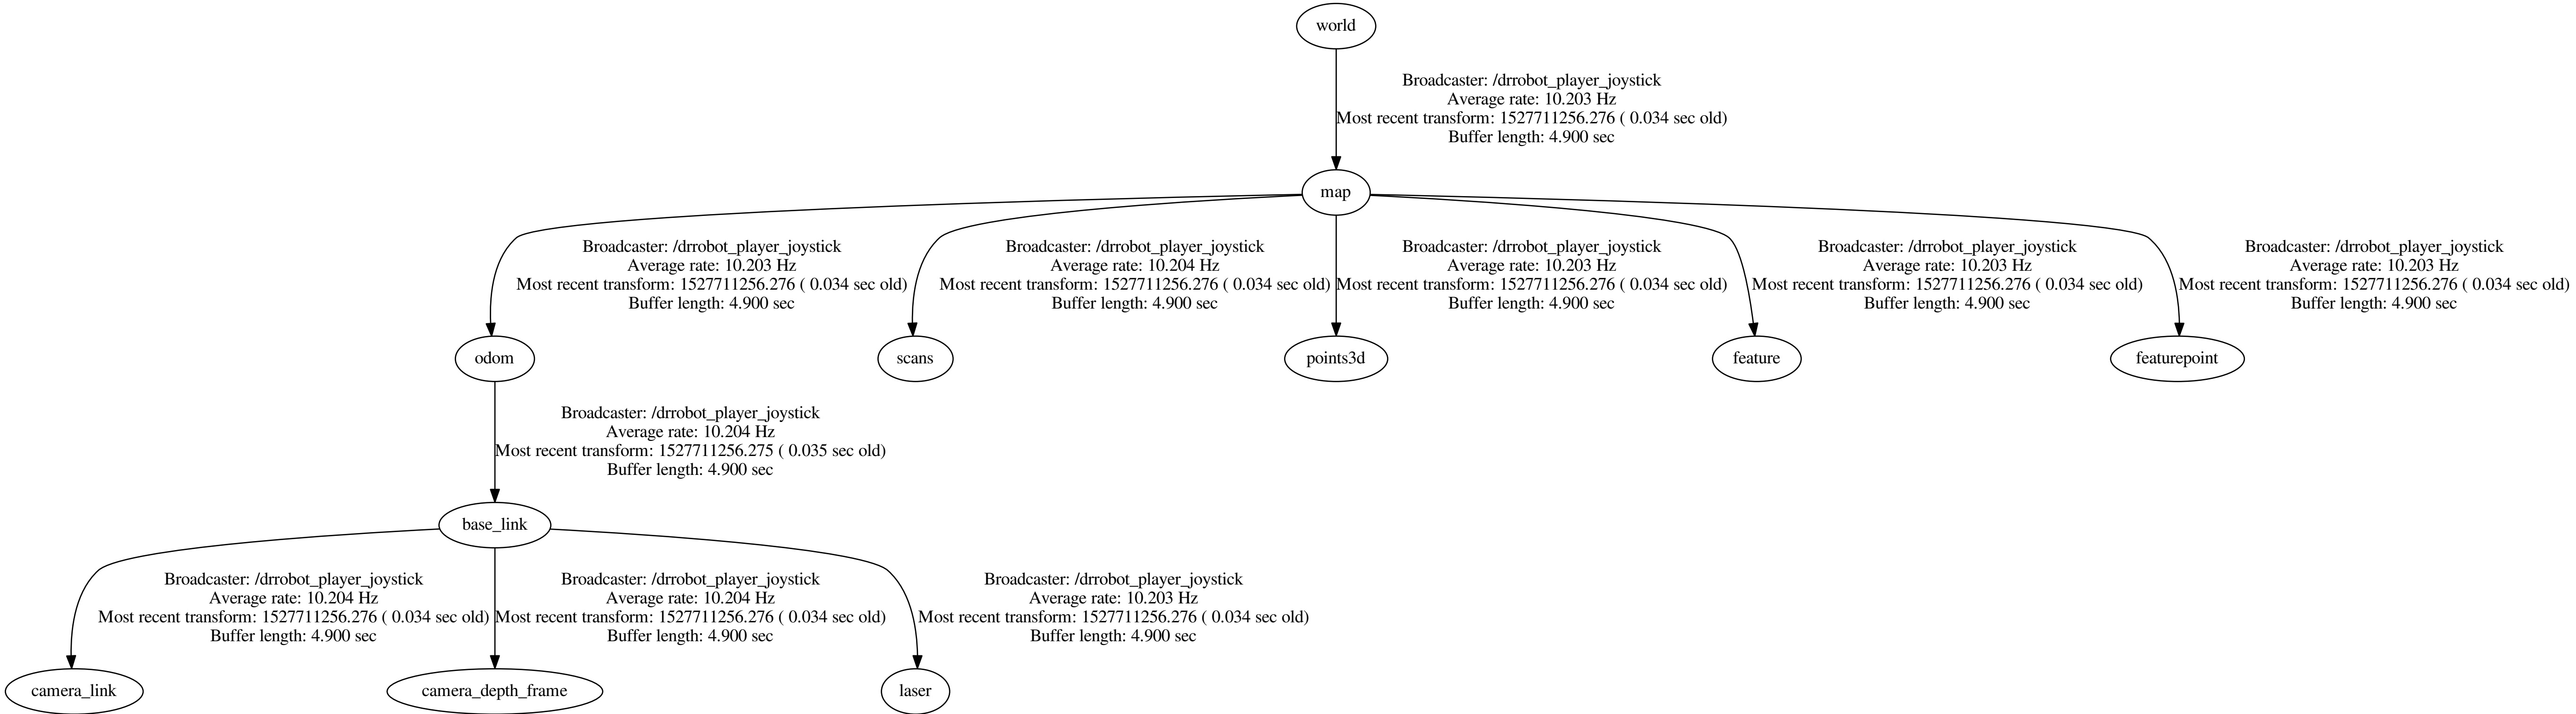 world
Broadcaster: /drrobot_player_joystick
Average rate: 10.203 Hz
Most recent transform: 1527711256.276 ( 0.034 sec old)
Buffer length: 4.900 sec
map
Broadcaster: /drrobot_player_joystick
Average rate: 10.203 Hz
Most recent transform: 1527711256.276 ( 0.034 sec old)
Buffer length: 4.900 sec
Broadcaster: /drrobot_player_joystick
Average rate: 10.204 Hz
Most recent transform: 1527711256.276 ( 0.034 sec old)
Buffer length: 4.900 sec
Broadcaster: /drrobot_player_joystick
Average rate: 10.203 Hz
Most recent transform: 1527711256.276 ( 0.034 sec old)
Buffer length: 4.900 sec
Broadcaster: /drrobot_player_joystick
Average rate: 10.203 Hz
Most recent transform: 1527711256.276 ( 0.034 sec old)
Buffer length: 4.900 sec
Broadcaster: /drrobot_player_joystick
Average rate: 10.203 Hz
Most recent transform: 1527711256.276 ( 0.034 sec old)
Buffer length: 4.900 sec
odom
scans
points3d
feature
featurepoint
Broadcaster: /drrobot_player_joystick
Average rate: 10.204 Hz
Most recent transform: 1527711256.275 ( 0.035 sec old)
Buffer length: 4.900 sec
base_link
Broadcaster: /drrobot_player_joystick
Average rate: 10.204 Hz
Most recent transform: 1527711256.276 ( 0.034 sec old)
Buffer length: 4.900 sec
Broadcaster: /drrobot_player_joystick
Average rate: 10.204 Hz
Most recent transform: 1527711256.276 ( 0.034 sec old)
Buffer length: 4.900 sec
Broadcaster: /drrobot_player_joystick
Average rate: 10.203 Hz
Most recent transform: 1527711256.276 ( 0.034 sec old)
Buffer length: 4.900 sec
camera_link
camera_depth_frame
laser